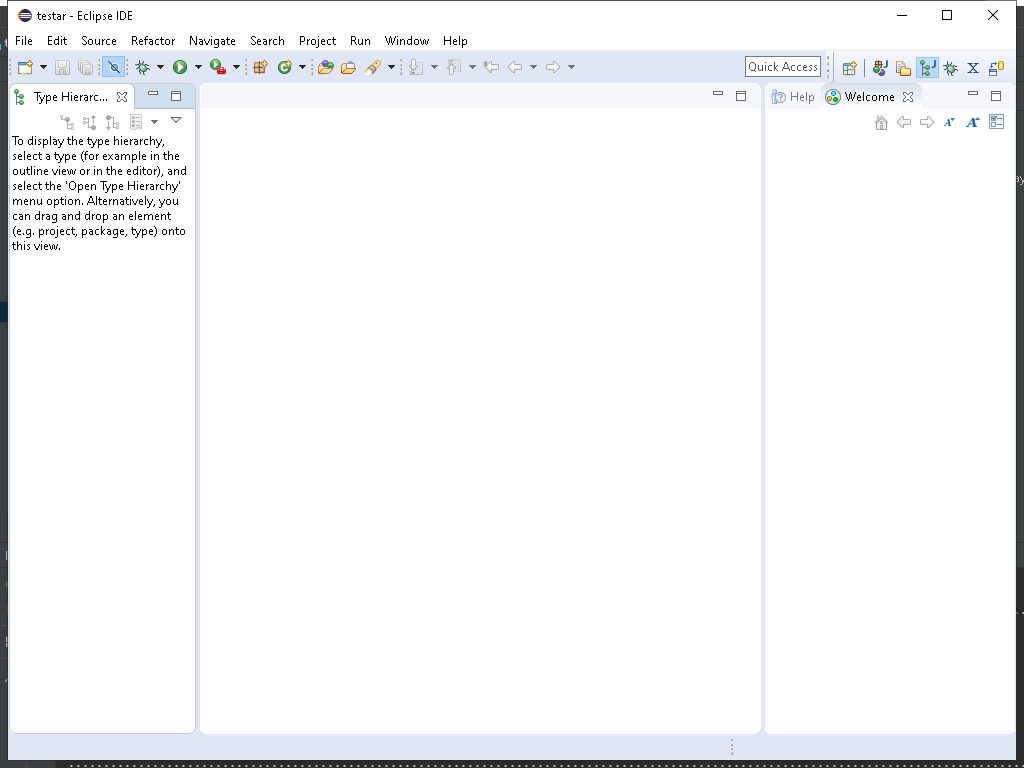 testar - Eclipse IDE
File Edit Source Refactor Navigate Search Project Run Window Help
Quick Access
Type Hierarc...
Help Welcome
To display the type hierarchy,
select a type (for example in the
outline view or in the editor), and
select the 'Open Type Hierarchy'
menu option. Alternatively, you
can drag and drop an element
(e.g. project, package, type) onto
this view.